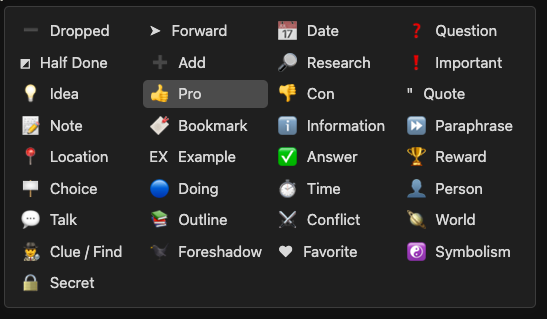 Dropped Forward Date Question
Half Done Add Research Important
Idea Pro Con " Quote
Note Bookmark Information Paraphrase
Location EX Example Answer Reward
Choice Doing Time Person
Talk Outline Conflict World
Clue / Find Foreshadow Favorite Symbolism
Secret